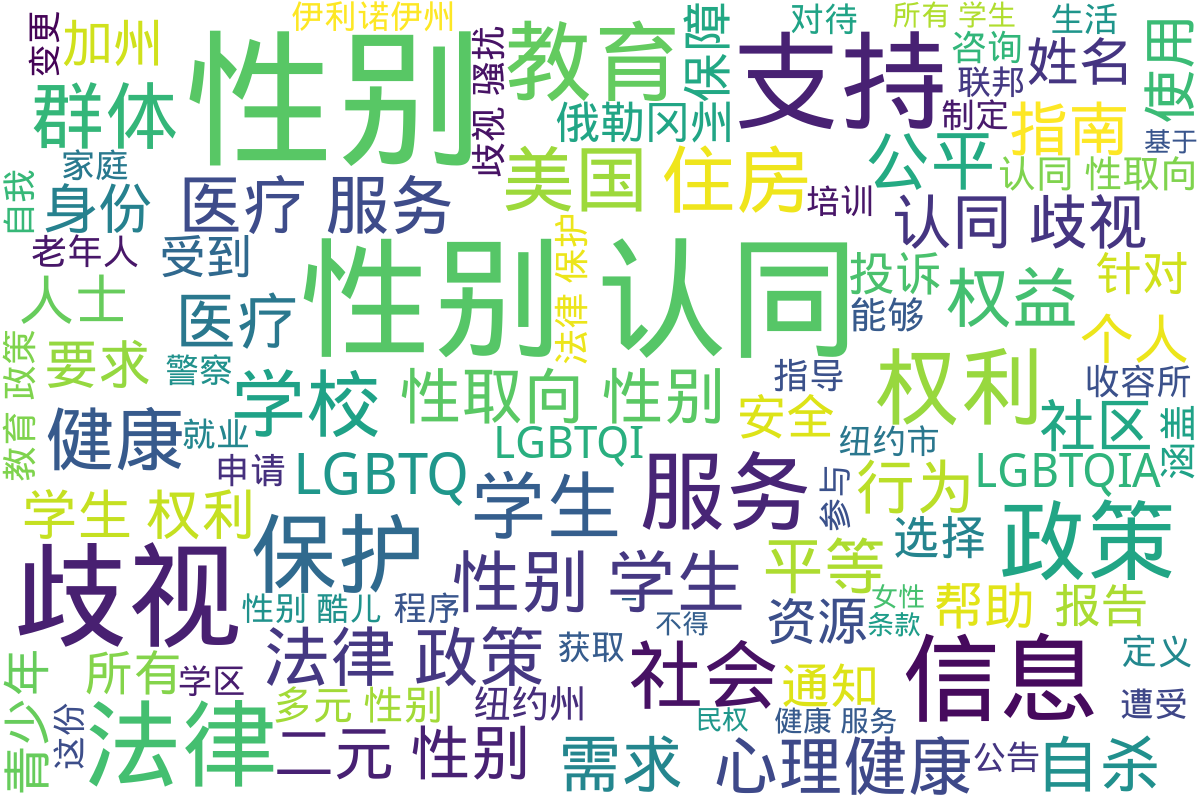 伊利诺伊州
所有 学生
对待
生活
变更
加州
性别
歧视 骚扰
教育
保障
支持
咨询
联邦
姓名
使用
群体
俄勒冈州
制定
指南
基于
家庭
美国
住房
公平
认同 性取向
自我
身份
医疗 服务
培训
认同 歧视
老年人
受到
法律 保护
性别 认同
投诉
权益
针对
人士
医疗
能够
个人
教育 政策
要求
警察
学校
性取向 性别
指导
权利
收容所
健康
就业
LGBTQI
安全
纽约市
社区
涵盖
申请
LGBTQ
学生
服务
参与
行为
LGBTQIA
学生 权利
保护
选择
政策
歧视
性别 学生
平等
性别 酷儿
程序
资源
女性
条款
帮助
报告
不得
法律 政策
获取
社会
信息
定义
青少年
所有
学区
多元 性别
纽约州
通知
遭受
这份
法律
二元 性别
需求
民权
健康 服务
心理健康
公告
自杀